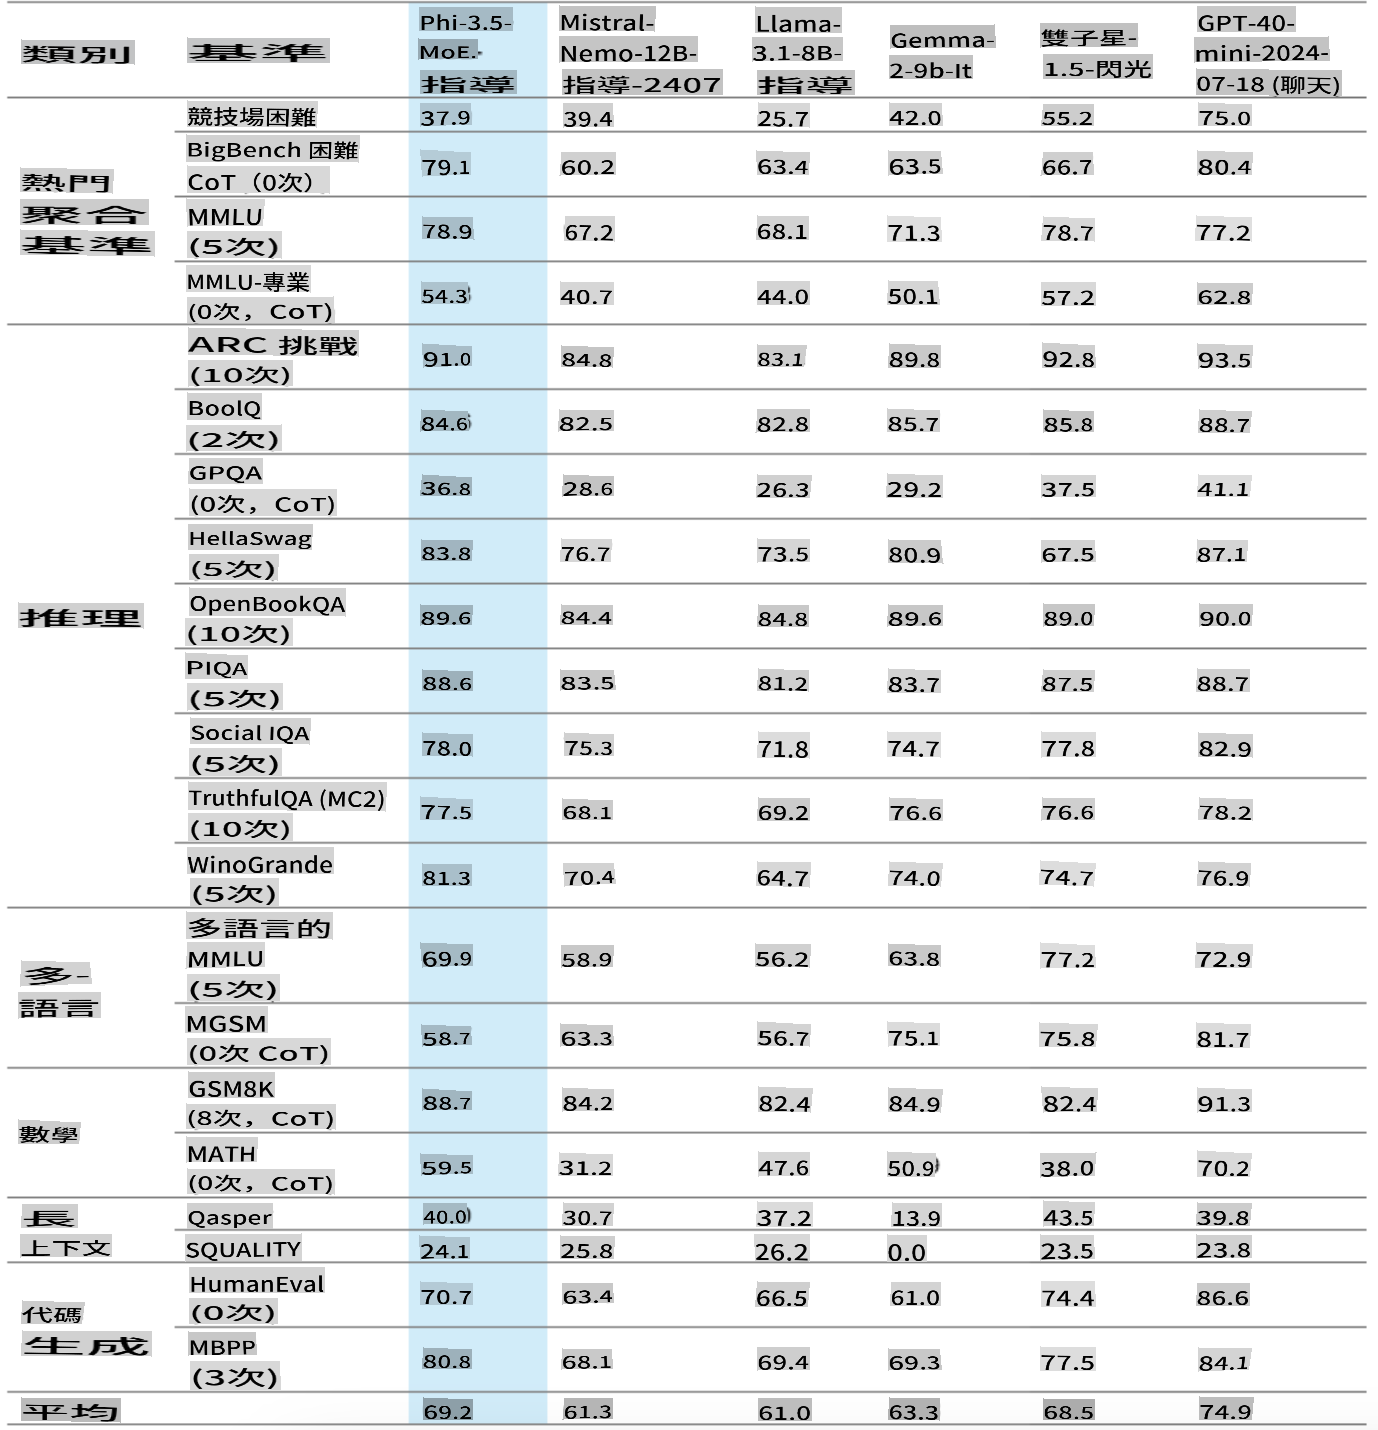 類別 基準 Phi-3.5-MoE.-指導 Mistral-Nemo-12B-指導-2407 Llama-3.1-8B-指導 Gemma-2-9b-It 雙子星-1.5-閃光 GPT-40-mini-2024-07-18 (聊天)
熱門聚合基準
競技場困難 37.9 39.4 25.7 42.0 55.2 75.0
BigBench 困難 CoT（0次） 79.1 60.2 63.4 63.5 66.7 80.4
MMLU (5次) 78.9 67.2 68.1 71.3 78.7 77.2
MMLU-專業 (0次，CoT) 54.3 40.7 44.0 50.1 57.2 62.8
推理
ARC 挑戰 (10次) 91.0 84.8 83.1 89.8 92.8 93.5
BoolQ (2次) 84.6 82.5 82.8 85.7 85.8 88.7
GPQA (0次，CoT) 36.8 28.6 26.3 29.2 37.5 41.1
HellaSwag (5次) 83.8 76.7 73.5 80.9 67.5 87.1
OpenBookQA (10次) 89.6 84.4 84.8 89.6 89.0 90.0
PIQA (5次) 88.6 83.5 81.2 83.7 87.5 88.7
Social IQA (5次) 78.0 75.3 71.8 74.7 77.8 82.9
TruthfulQA (MC2) (10次) 77.5 68.1 69.2 76.6 76.6 78.2
WinoGrande (5次) 81.3 70.4 64.7 74.0 74.7 76.9
多-語言
多語言的 MMLU (5次) 69.9 58.9 56.2 63.8 77.2 72.9
MGSM (0次 CoT) 58.7 63.3 56.7 75.1 75.8 81.7
數學
GSM8K (8次，CoT) 88.7 84.2 82.4 84.9 82.4 91.3
MATH (0次，CoT) 59.5 31.2 47.6 50.9 38.0 70.2
長上下文
Qasper 40.0 30.7 37.2 13.9 43.5 39.8
SQUALITY 24.1 25.8 26.2 0.0 23.5 23.8
代碼生成
HumanEval (0次) 70.7 63.4 66.5 61.0 74.4 86.6
MBPP (3次) 80.8 68.1 69.4 69.3 77.5 84.1
平均 69.2 61.3 61.0 63.3 68.5 74.9